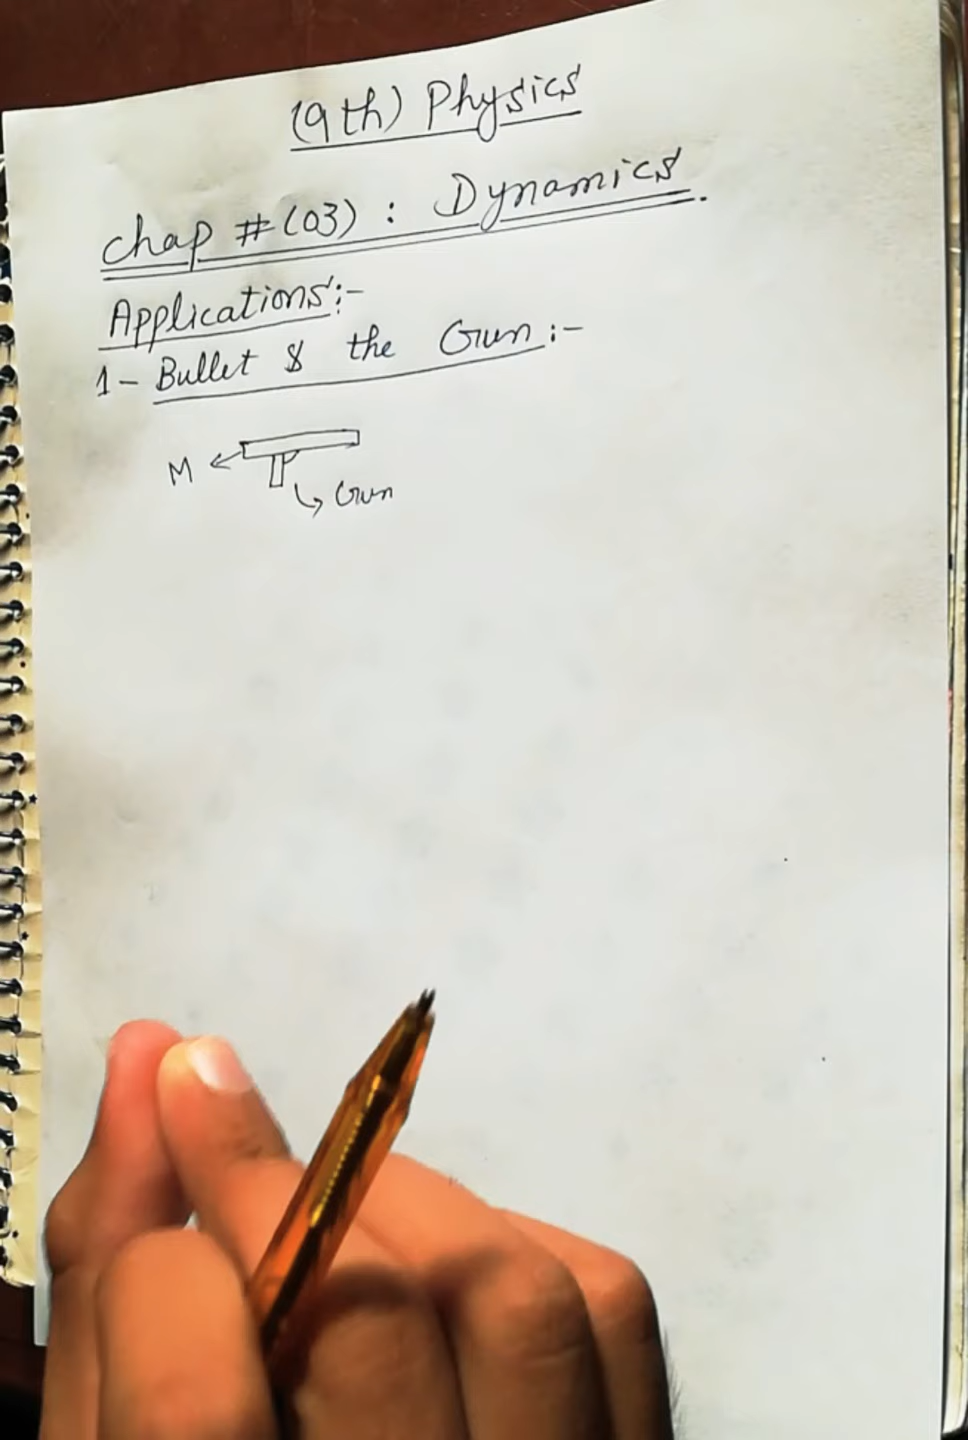 (9th) Physics
Chap # (03) : Dynamics.
Applications:-
1- Bullet & the Gun:-
M
Gun